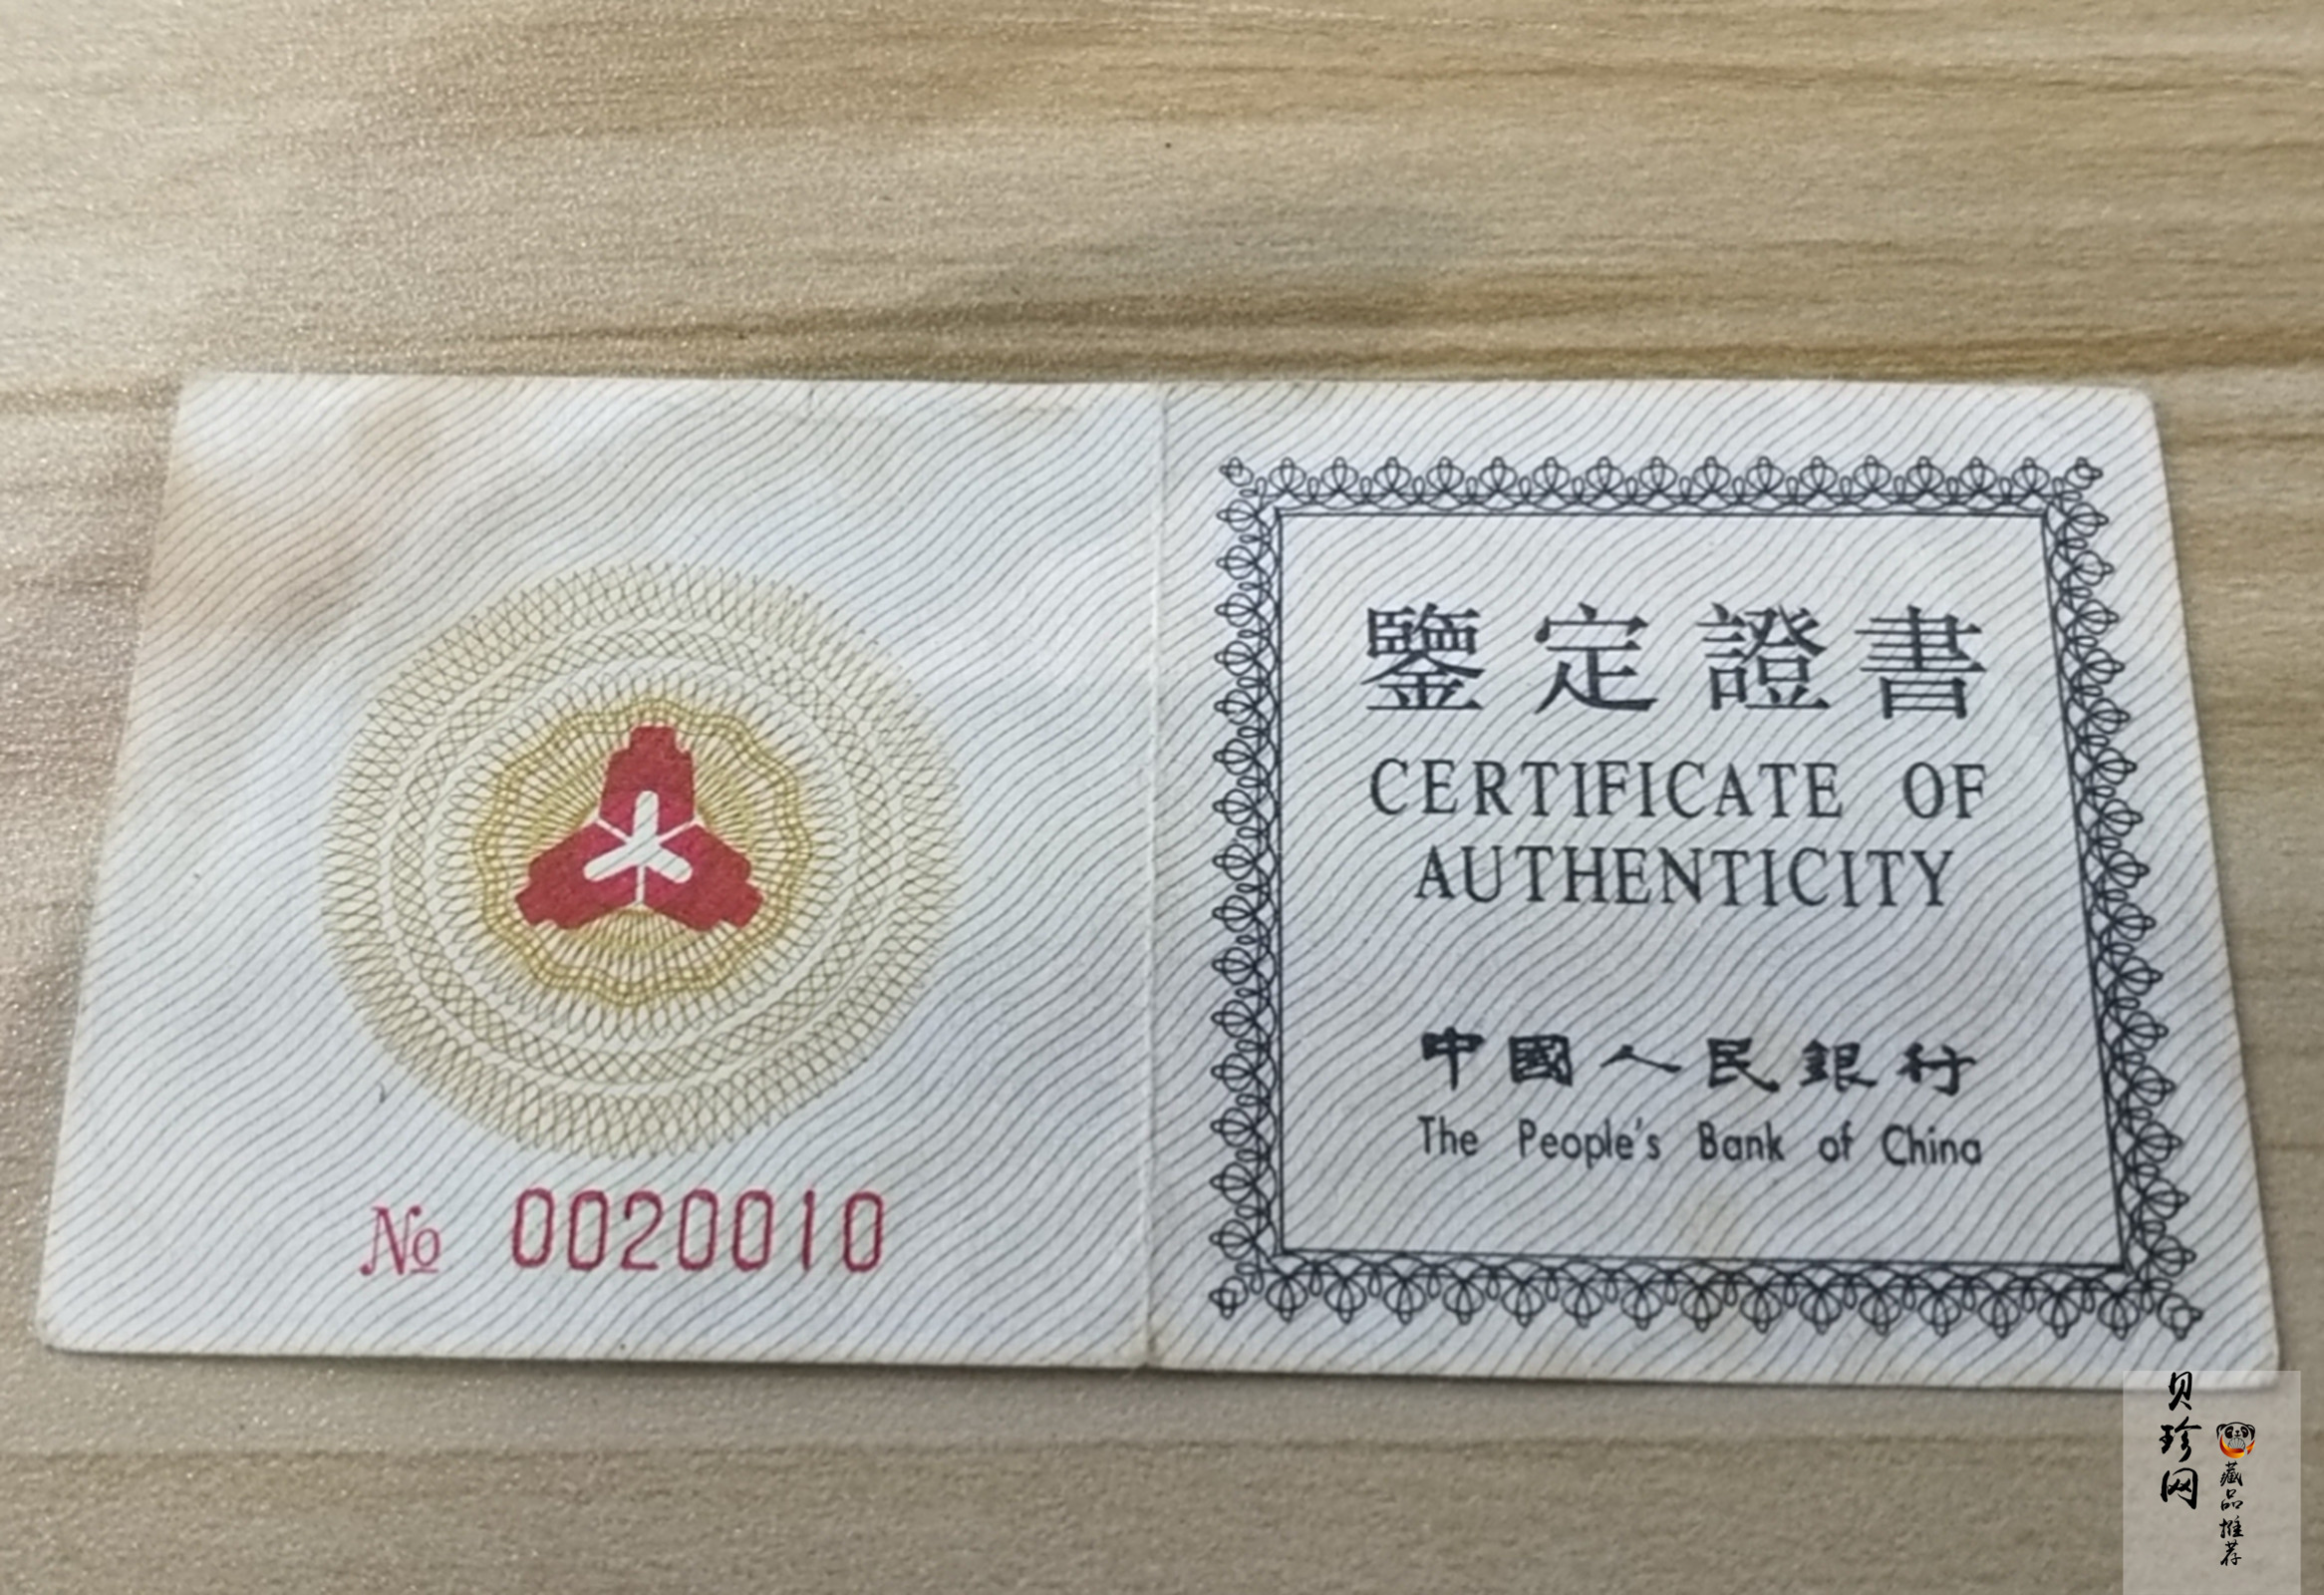 № 0020010
鑒定證書
CERTIFICATE OF
AUTHENTICITY
中國人民銀行
The People's Bank of China
贝珍网
藏品推荐